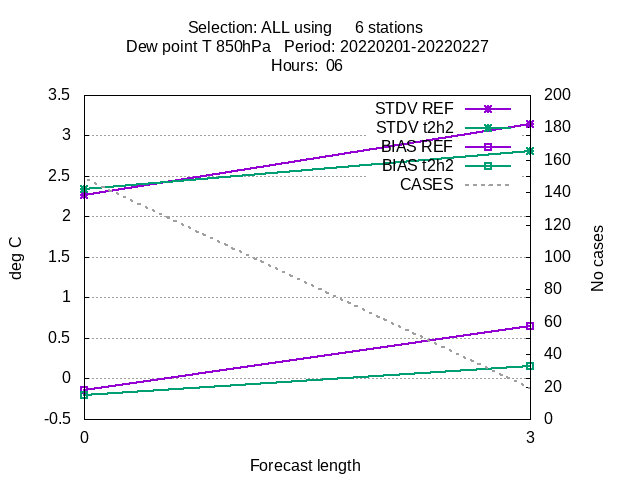 Selection: ALL using     6 stations
Dew point T 850hPa   Period: 20220201-20220227
Hours:  06
3.5
3
2.5
2
1.5
1
0.5
0
-0.5
deg C
STDV REF
STDV t2h2
BIAS REF
BIAS t2h2
CASES
200
180
160
140
120
100
80
60
40
20
0
No cases
0
3
Forecast length